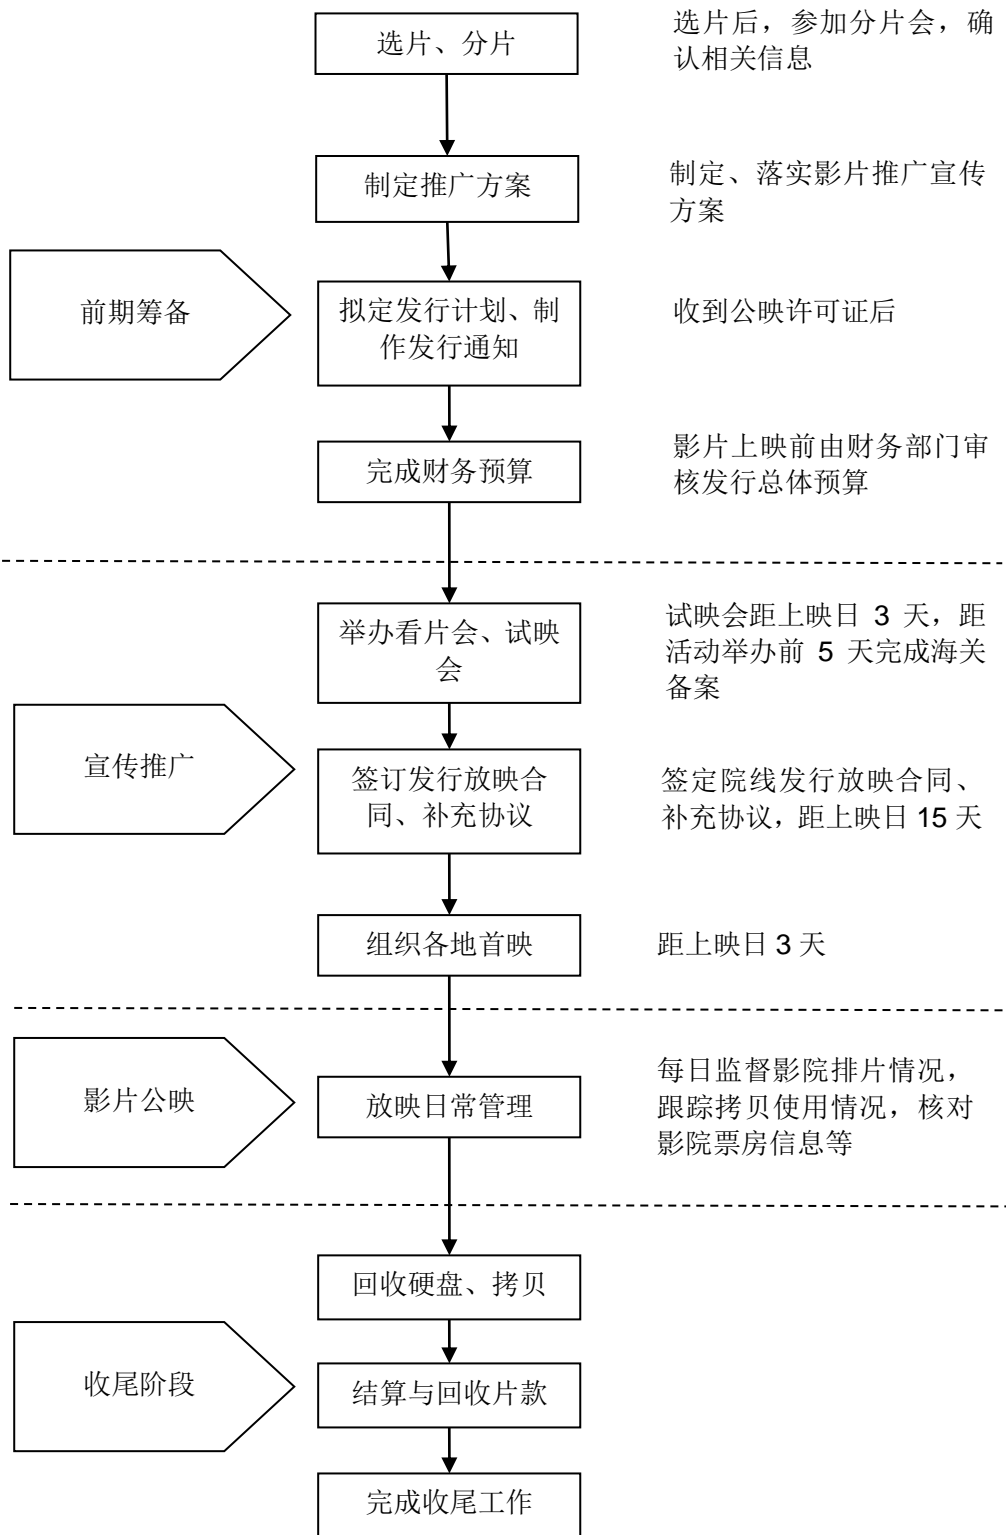 选片、分片
选片后，参加分片会，确
认相关信息
制定推广方案
制定、落实影片推广宣传
方案
前期筹备
拟定发行计划、制
作发行通知
收到公映许可证后
完成财务预算
影片上映前由财务部门审
核发行总体预算
举办看片会、试映
会
试映会距上映日 3 天，距
活动举办前 5 天完成海关
备案
宣传推广
签订发行放映合
同、补充协议
签定院线发行放映合同、
补充协议，距上映日 15 天
组织各地首映
距上映日 3 天
影片公映
放映日常管理
每日监督影院排片情况，
跟踪拷贝使用情况，核对
影院票房信息等
回收硬盘、拷贝
收尾阶段
结算与回收片款
完成收尾工作